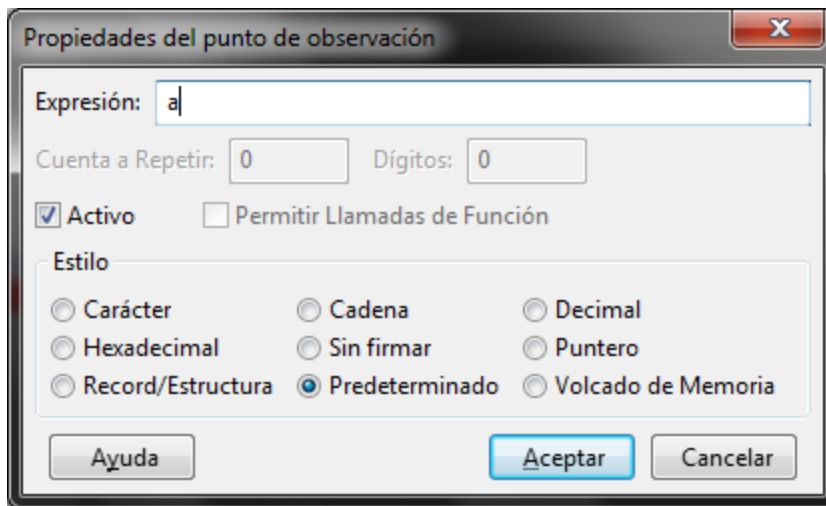 Propiedades del punto de observación
Expresión: a
Cuenta a Repetir: 0 Dígitos: 0
Activo Permitir Llamadas de Función
Estilo
Carácter Cadena Decimal
Hexadecimal Sin firmar Puntero
Record/Estructura Predeterminado Volcado de Memoria
Ayuda Aceptar Cancelar